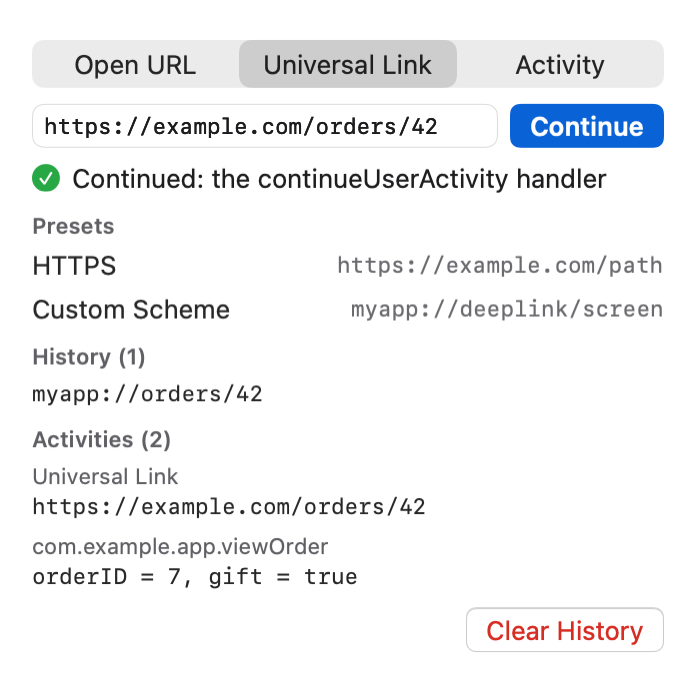 Open URL Universal Link Activity
https://example.com/orders/42 Continue
Continued: the continueUserActivity handler
Presets
HTTPS https://example.com/path
Custom Scheme myapp://deeplink/screen
History (1)
myapp://orders/42
Activities (2)
Universal Link
https://example.com/orders/42
com.example.app.viewOrder
orderID = 7, gift = true
Clear History